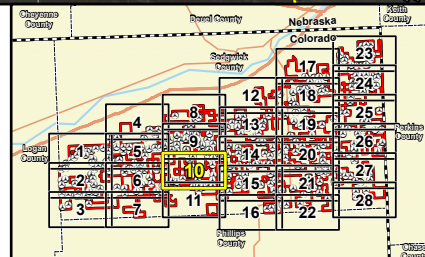 Cheyenne
County
Deuel County
Keith
County
Nebraska
Colorado
Sedgwick
County
23
17
24
12
18
8
25
4
13
19
Perkins
County
9
26
Logan
County
1
5
14
20
10
27
2
6
15
21
11
28
3
7
16
22
Phillips
County
Chase